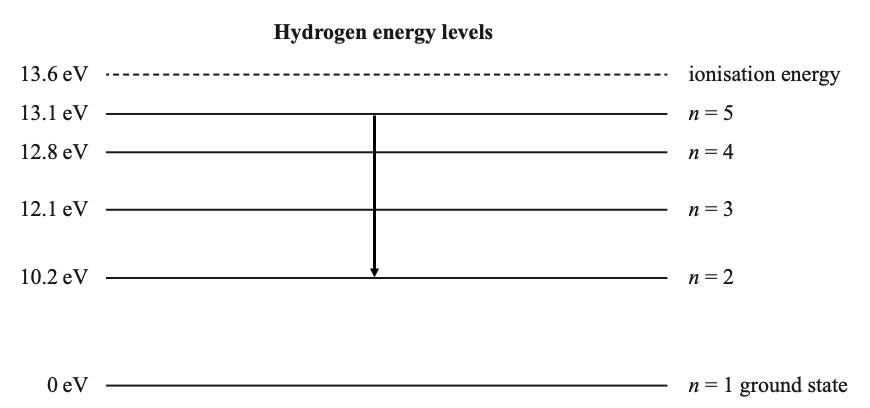 Hydrogen energy levels
13.6 eV ionisation energy
13.1 eV n = 5
12.8 eV n = 4
12.1 eV n = 3
10.2 eV n = 2
0 eV n = 1 ground state